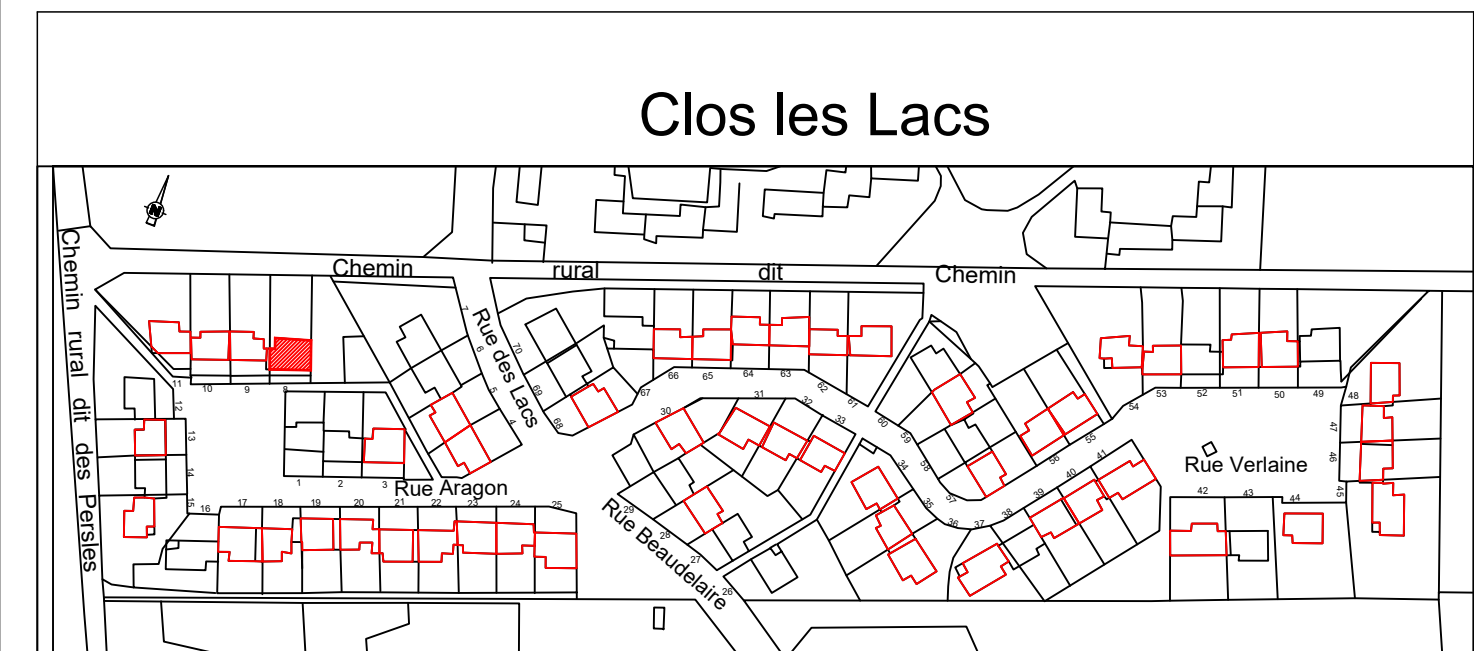 Clos les Lacs
N
Chemin rural dit Chemin
Chemin rural dit des Persles
Rue des Lacs
Rue Aragon
Rue Beaudelaire
Rue Verlaine
1 2 3
4 5 6 7
8 9 10 11
12 13 14 15
16 17 18 19 20 21 22 23 24 25
26 27 28 29
30 31 32 33
34 35 36 37 38 39 40 41
42 43 44
45 46 47 48
49 50 51 52 53 54
55 56 57 58 59 60
61 62 63 64 65 66 67
68 69 70